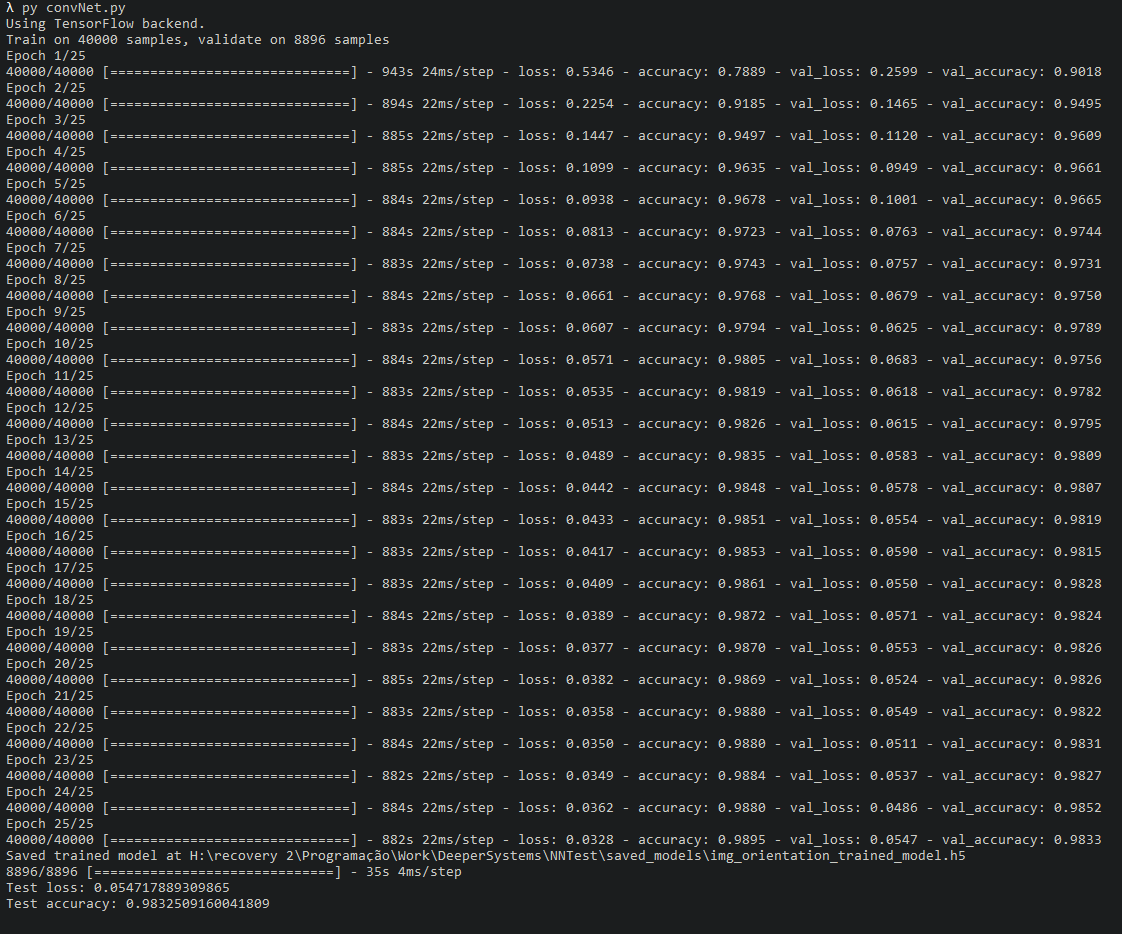 λ py convNet.py
Using TensorFlow backend.
Train on 40000 samples, validate on 8896 samples
Epoch 1/25
40000/40000 [==============================] - 943s 24ms/step - loss: 0.5346 - accuracy: 0.7889 - val_loss: 0.2599 - val_accuracy: 0.9018
Epoch 2/25
40000/40000 [==============================] - 894s 22ms/step - loss: 0.2254 - accuracy: 0.9185 - val_loss: 0.1465 - val_accuracy: 0.9495
Epoch 3/25
40000/40000 [==============================] - 885s 22ms/step - loss: 0.1447 - accuracy: 0.9497 - val_loss: 0.1120 - val_accuracy: 0.9609
Epoch 4/25
40000/40000 [==============================] - 885s 22ms/step - loss: 0.1099 - accuracy: 0.9635 - val_loss: 0.0949 - val_accuracy: 0.9661
Epoch 5/25
40000/40000 [==============================] - 884s 22ms/step - loss: 0.0938 - accuracy: 0.9678 - val_loss: 0.1001 - val_accuracy: 0.9665
Epoch 6/25
40000/40000 [==============================] - 884s 22ms/step - loss: 0.0813 - accuracy: 0.9723 - val_loss: 0.0763 - val_accuracy: 0.9744
Epoch 7/25
40000/40000 [==============================] - 883s 22ms/step - loss: 0.0738 - accuracy: 0.9743 - val_loss: 0.0757 - val_accuracy: 0.9731
Epoch 8/25
40000/40000 [==============================] - 884s 22ms/step - loss: 0.0661 - accuracy: 0.9768 - val_loss: 0.0679 - val_accuracy: 0.9750
Epoch 9/25
40000/40000 [==============================] - 883s 22ms/step - loss: 0.0607 - accuracy: 0.9794 - val_loss: 0.0625 - val_accuracy: 0.9789
Epoch 10/25
40000/40000 [==============================] - 884s 22ms/step - loss: 0.0571 - accuracy: 0.9805 - val_loss: 0.0683 - val_accuracy: 0.9756
Epoch 11/25
40000/40000 [==============================] - 883s 22ms/step - loss: 0.0535 - accuracy: 0.9819 - val_loss: 0.0618 - val_accuracy: 0.9782
Epoch 12/25
40000/40000 [==============================] - 884s 22ms/step - loss: 0.0513 - accuracy: 0.9826 - val_loss: 0.0615 - val_accuracy: 0.9795
Epoch 13/25
40000/40000 [==============================] - 883s 22ms/step - loss: 0.0489 - accuracy: 0.9835 - val_loss: 0.0583 - val_accuracy: 0.9809
Epoch 14/25
40000/40000 [==============================] - 884s 22ms/step - loss: 0.0442 - accuracy: 0.9848 - val_loss: 0.0578 - val_accuracy: 0.9807
Epoch 15/25
40000/40000 [==============================] - 883s 22ms/step - loss: 0.0433 - accuracy: 0.9851 - val_loss: 0.0554 - val_accuracy: 0.9819
Epoch 16/25
40000/40000 [==============================] - 883s 22ms/step - loss: 0.0417 - accuracy: 0.9853 - val_loss: 0.0590 - val_accuracy: 0.9815
Epoch 17/25
40000/40000 [==============================] - 883s 22ms/step - loss: 0.0409 - accuracy: 0.9861 - val_loss: 0.0550 - val_accuracy: 0.9828
Epoch 18/25
40000/40000 [==============================] - 884s 22ms/step - loss: 0.0389 - accuracy: 0.9872 - val_loss: 0.0571 - val_accuracy: 0.9824
Epoch 19/25
40000/40000 [==============================] - 883s 22ms/step - loss: 0.0377 - accuracy: 0.9870 - val_loss: 0.0553 - val_accuracy: 0.9826
Epoch 20/25
40000/40000 [==============================] - 885s 22ms/step - loss: 0.0382 - accuracy: 0.9869 - val_loss: 0.0524 - val_accuracy: 0.9826
Epoch 21/25
40000/40000 [==============================] - 883s 22ms/step - loss: 0.0358 - accuracy: 0.9880 - val_loss: 0.0549 - val_accuracy: 0.9822
Epoch 22/25
40000/40000 [==============================] - 884s 22ms/step - loss: 0.0350 - accuracy: 0.9880 - val_loss: 0.0511 - val_accuracy: 0.9831
Epoch 23/25
40000/40000 [==============================] - 882s 22ms/step - loss: 0.0349 - accuracy: 0.9884 - val_loss: 0.0537 - val_accuracy: 0.9827
Epoch 24/25
40000/40000 [==============================] - 884s 22ms/step - loss: 0.0362 - accuracy: 0.9880 - val_loss: 0.0486 - val_accuracy: 0.9852
Epoch 25/25
40000/40000 [==============================] - 882s 22ms/step - loss: 0.0328 - accuracy: 0.9895 - val_loss: 0.0547 - val_accuracy: 0.9833
Saved trained model at H:\recovery 2\Programação\Work\DeeperSystems\NNTest\saved_models\img_orientation_trained_model.h5
8896/8896 [==============================] - 35s 4ms/step
Test loss: 0.054717889309865
Test accuracy: 0.9832509160041809